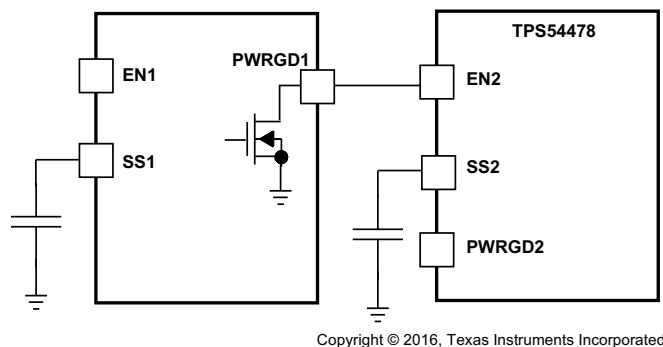 TPS54478
PWRGD1
EN1
EN2
SS1
SS2
PWRGD2
Copyright © 2016, Texas Instruments Incorporated